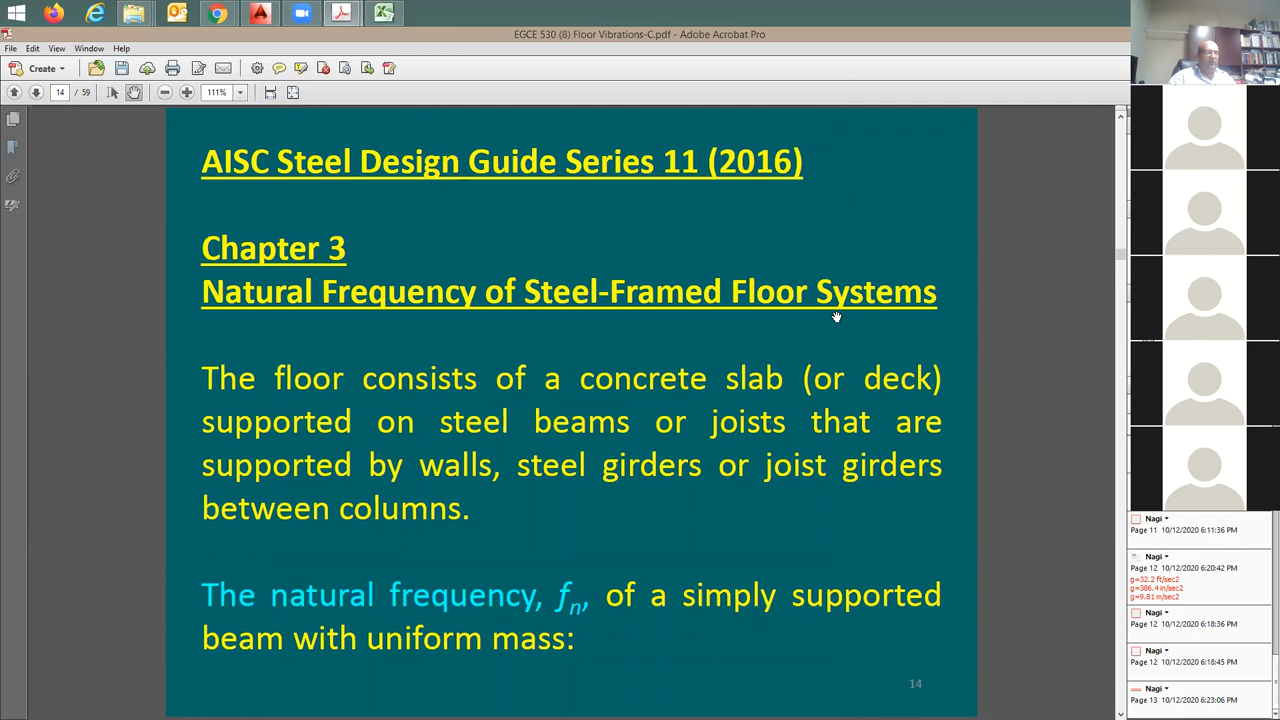 EGCE 530 (8) Floor Vibrations-C.pdf - Adobe Acrobat Pro
File Edit View Window Help
Create
14 / 59 111%
AISC Steel Design Guide Series 11 (2016)
Chapter 3
Natural Frequency of Steel-Framed Floor Systems
The floor consists of a concrete slab (or deck)
supported on steel beams or joists that are
supported by walls, steel girders or joist girders
between columns.
The natural frequency, fn, of a simply supported
beam with uniform mass:
14
Nagi
Page 11 10/12/2020 6:11:36 PM
Nagi
Page 12 10/12/2020 6:20:42 PM
g=32.2 ft/sec2
g=386.4 in/sec2
g=9.81 m/sec2
Nagi
Page 12 10/12/2020 6:18:36 PM
Nagi
Page 12 10/12/2020 6:18:45 PM
Nagi
Page 13 10/12/2020 6:23:06 PM